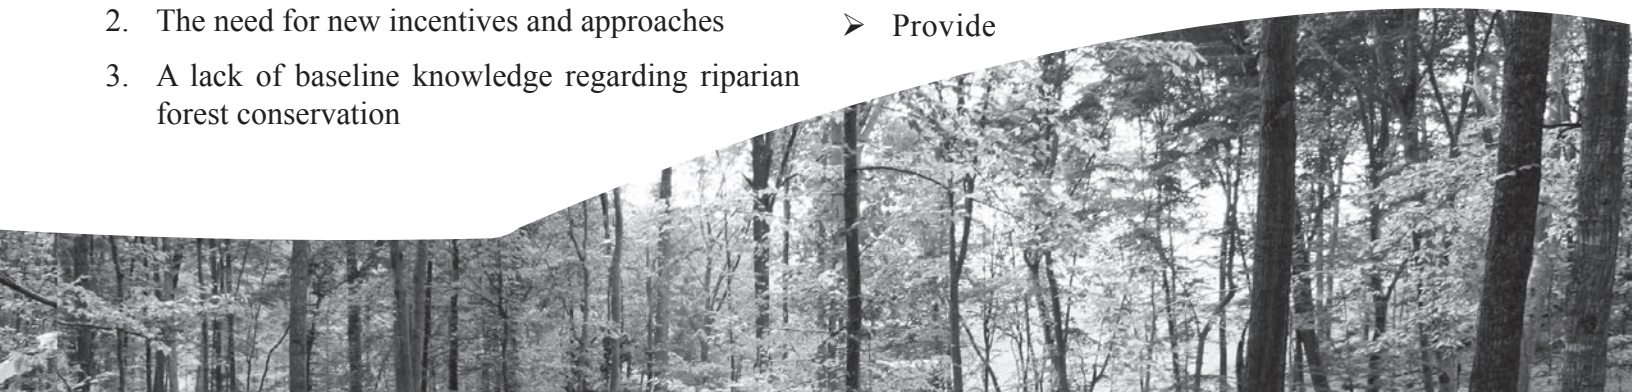 2. The need for new incentives and approaches
3. A lack of baseline knowledge regarding riparian
forest conservation
➢ Provide